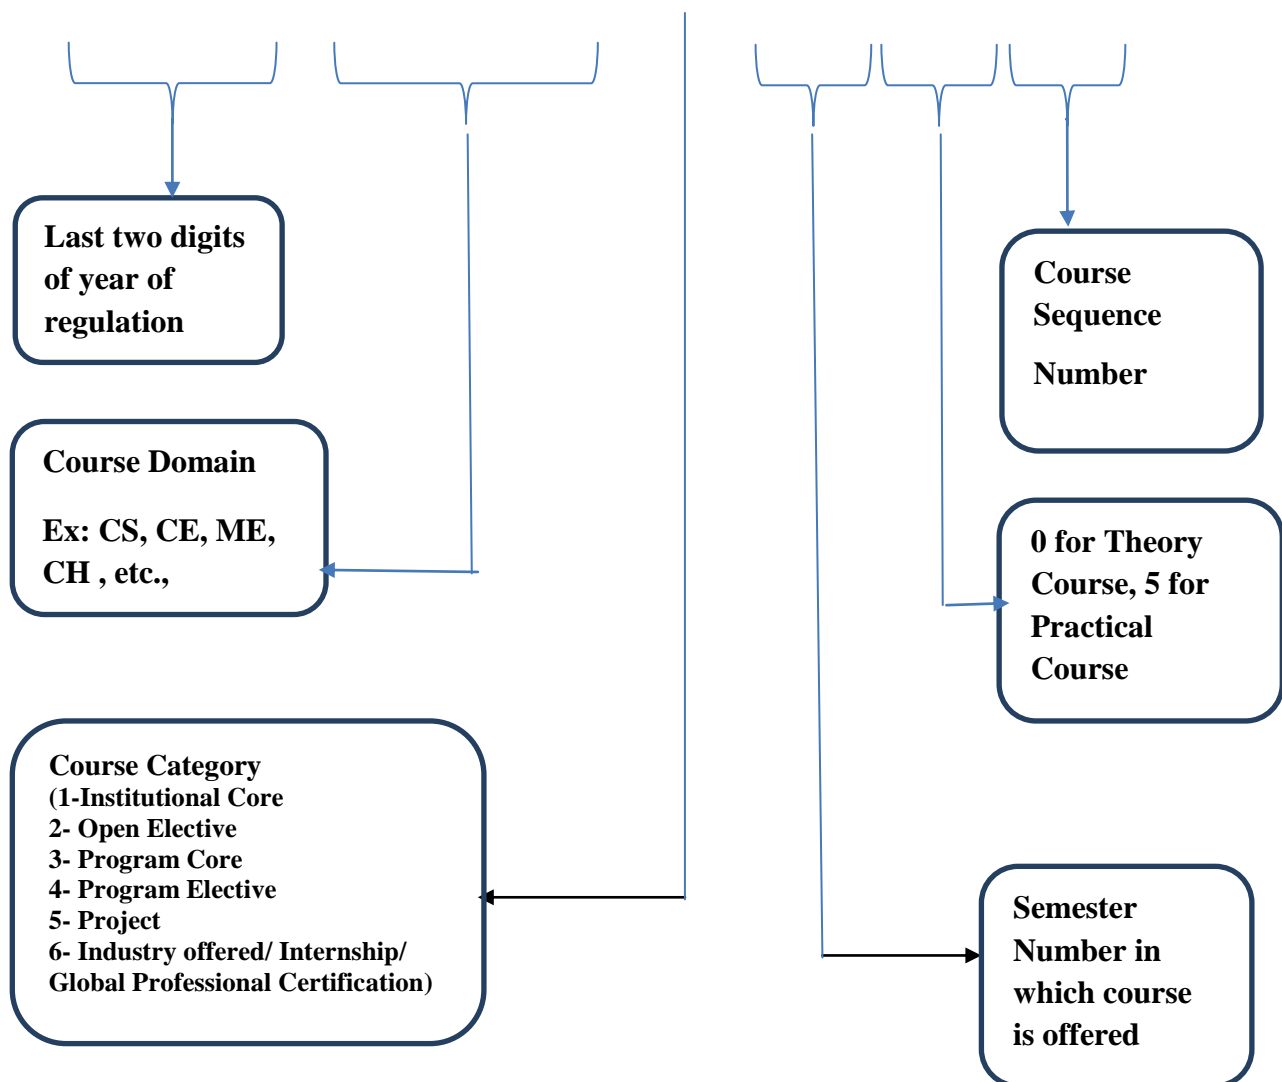 Last two digits
of year of
regulation
Course
Sequence
Number
Course Domain
Ex: CS, CE, ME,
CH , etc.,
0 for Theory
Course, 5 for
Practical
Course
Course Category
(1-Institutional Core
2- Open Elective
3- Program Core
4- Program Elective
5- Project
6- Industry offered/ Internship/
Global Professional Certification)
Semester
Number in
which course
is offered